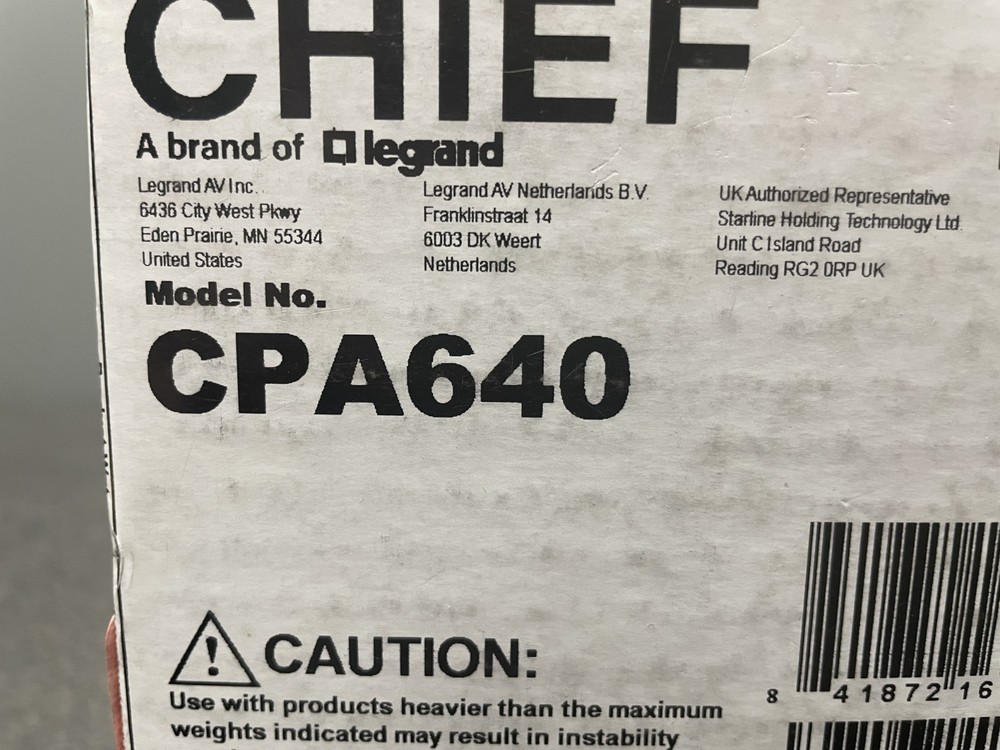 CHIEF
A brand of legrand
Legrand AV Inc.
6436 City West Pkwy
Eden Prairie, MN 55344
United States
Legrand AV Netherlands B.V.
Franklinstraat 14
6003 DK Weert
Netherlands
UK Authorized Representative
Starline Holding Technology Ltd.
Unit C Island Road
Reading RG2 0RP UK
Model No.
CPA640
CAUTION:
Use with products heavier than the maximum
weights indicated may result in instability
8 41872 16